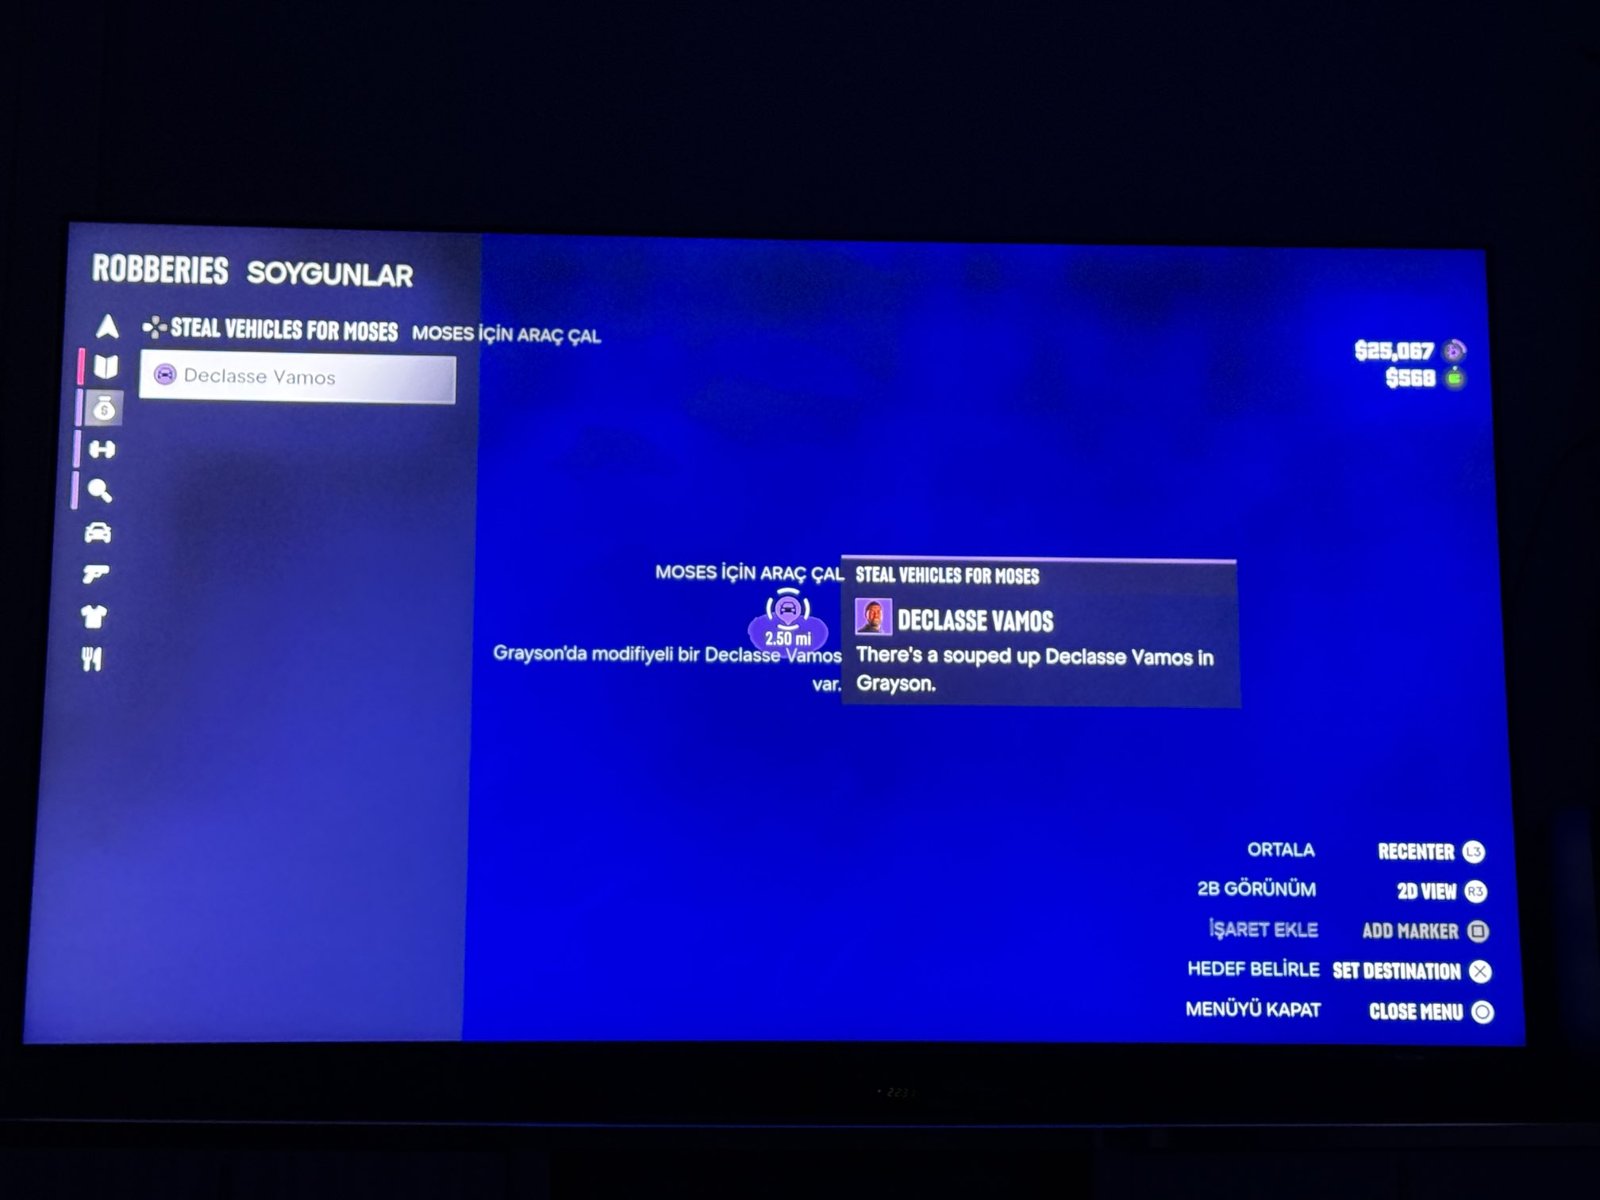 ROBBERIES SOYGUNLAR
STEAL VEHICLES FOR MOSES MOSES İÇİN ARAÇ ÇAL
Declasse Vamos
$25,067
$568
MOSES İÇİN ARAÇ ÇAL
2.50 mi
Grayson'da modifiyeli bir Declasse Vamos
var.
STEAL VEHICLES FOR MOSES
DECLASSE VAMOS
There's a souped up Declasse Vamos in
Grayson.
ORTALA RECENTER L3
2B GÖRÜNÜM 2D VIEW R3
İŞARET EKLE ADD MARKER
HEDEF BELİRLE SET DESTINATION
MENÜYÜ KAPAT CLOSE MENU